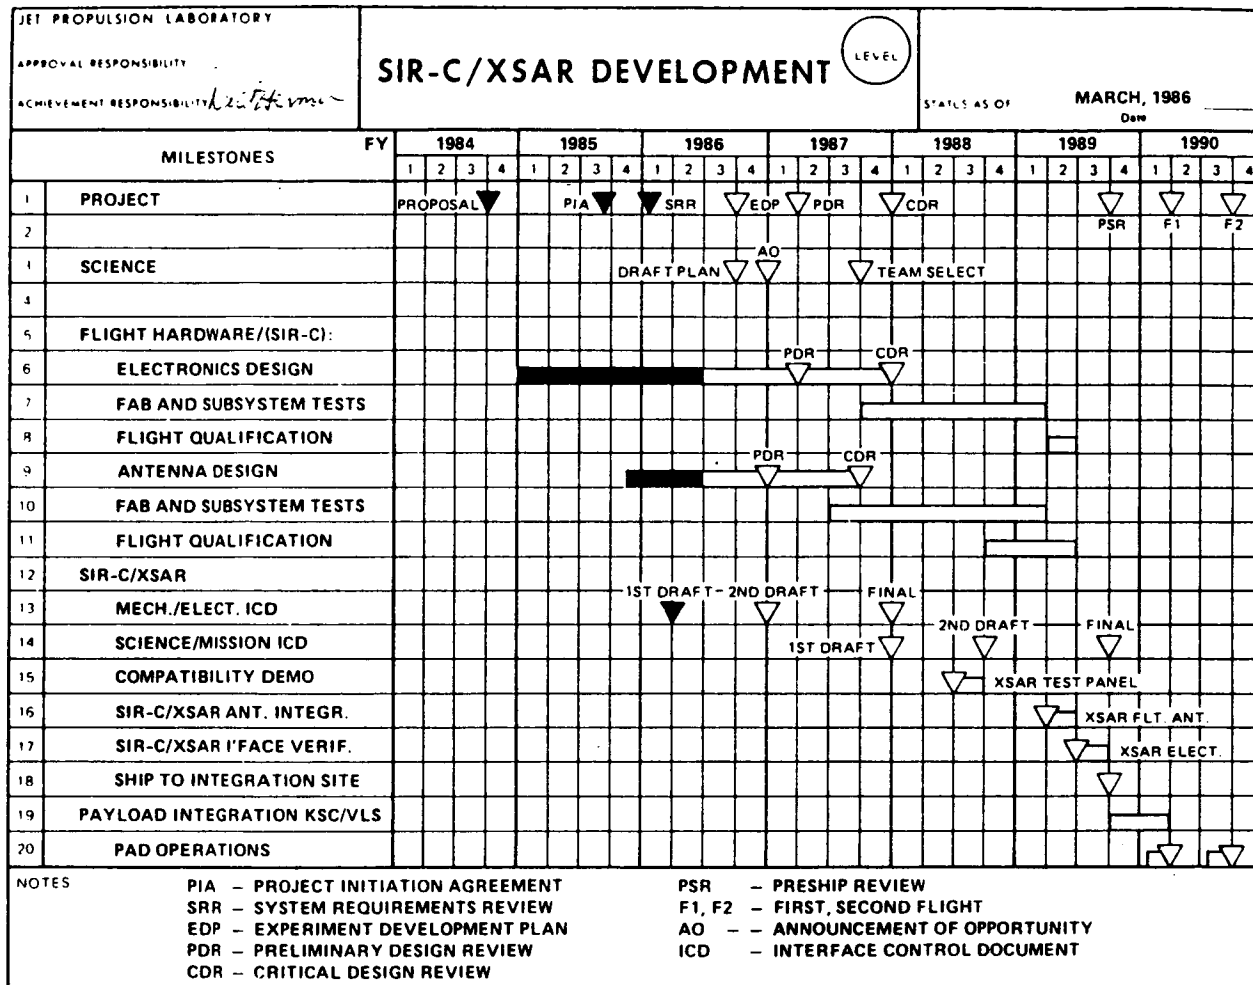 JET PROPULSION LABORATORY
APPROVAL RESPONSIBILITY
ACHIEVEMENT RESPONSIBILITY
SIR-C/XSAR DEVELOPMENT
LEVEL
STATUS AS OF MARCH, 1986
Date
MILESTONES FY 1984 1985 1986 1987 1988 1989 1990
1 2 3 4 1 2 3 4 1 2 3 4 1 2 3 4 1 2 3 4 1 2 3 4 1 2 3 4
1 PROJECT PROPOSAL PIA SRR EDP PDR CDR
2 PSR F1 F2
AO
3 SCIENCE DRAFT PLAN TEAM SELECT
4
5 FLIGHT HARDWARE/(SIR-C):
PDR CDR
6 ELECTRONICS DESIGN
7 FAB AND SUBSYSTEM TESTS
8 FLIGHT QUALIFICATION
PDR CDR
9 ANTENNA DESIGN
10 FAB AND SUBSYSTEM TESTS
11 FLIGHT QUALIFICATION
12 SIR-C/XSAR
1ST DRAFT - 2ND DRAFT FINAL
13 MECH./ELECT. ICD
2ND DRAFT FINAL
14 SCIENCE/MISSION ICD 1ST DRAFT
15 COMPATIBILITY DEMO XSAR TEST PANEL
16 SIR-C/XSAR ANT. INTEGR. XSAR FLT. ANT.
17 SIR-C/XSAR I'FACE VERIF. XSAR ELECT.
18 SHIP TO INTEGRATION SITE
19 PAYLOAD INTEGRATION KSC/VLS
20 PAD OPERATIONS
NOTES
PIA – PROJECT INITIATION AGREEMENT
SRR – SYSTEM REQUIREMENTS REVIEW
EDP – EXPERIMENT DEVELOPMENT PLAN
PDR – PRELIMINARY DESIGN REVIEW
CDR – CRITICAL DESIGN REVIEW
PSR – PRESHIP REVIEW
F1, F2 – FIRST, SECOND FLIGHT
AO – – ANNOUNCEMENT OF OPPORTUNITY
ICD – INTERFACE CONTROL DOCUMENT